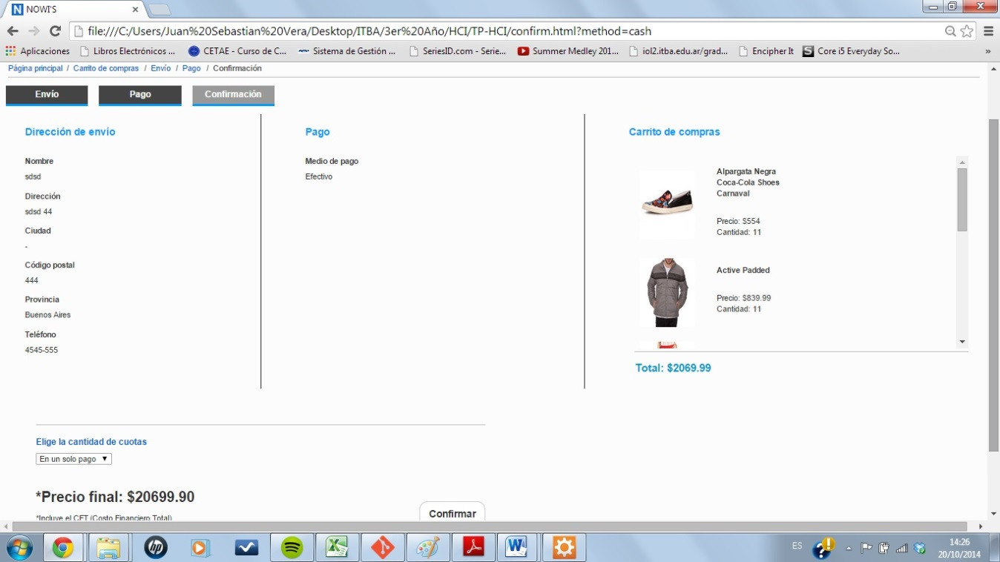 NOWI'S
file:///C:/Users/Juan%20Sebastian%20Vera/Desktop/ITBA/3er%20Año/HCI/TP-HCI/confirm.html?method=cash
Aplicaciones Libros Electrónicos ... CETAE - Curso de C... Sistema de Gestión ... SeriesID.com - Serie... Summer Medley 201... iol2.itba.edu.ar/grad... Encipher It Core i5 Everyday So... »
Página principal / Carrito de compras / Envío / Pago / Confirmación
Envío Pago Confirmación
Dirección de envío
Nombre
sdsd
Dirección
sdsd 44
Ciudad
-
Código postal
444
Provincia
Buenos Aires
Teléfono
4545-555
Pago
Medio de pago
Efectivo
Carrito de compras
Alpargata Negra
Coca-Cola Shoes
Carnaval
Precio: $554
Cantidad: 11
Active Padded
Precio: $839.99
Cantidad: 11
Total: $2069.99
Elige la cantidad de cuotas
En un solo pago
*Precio final: $20699.90
*Incluye el CFT (Costo Financiero Total)
Confirmar
ES
14:26
20/10/2014